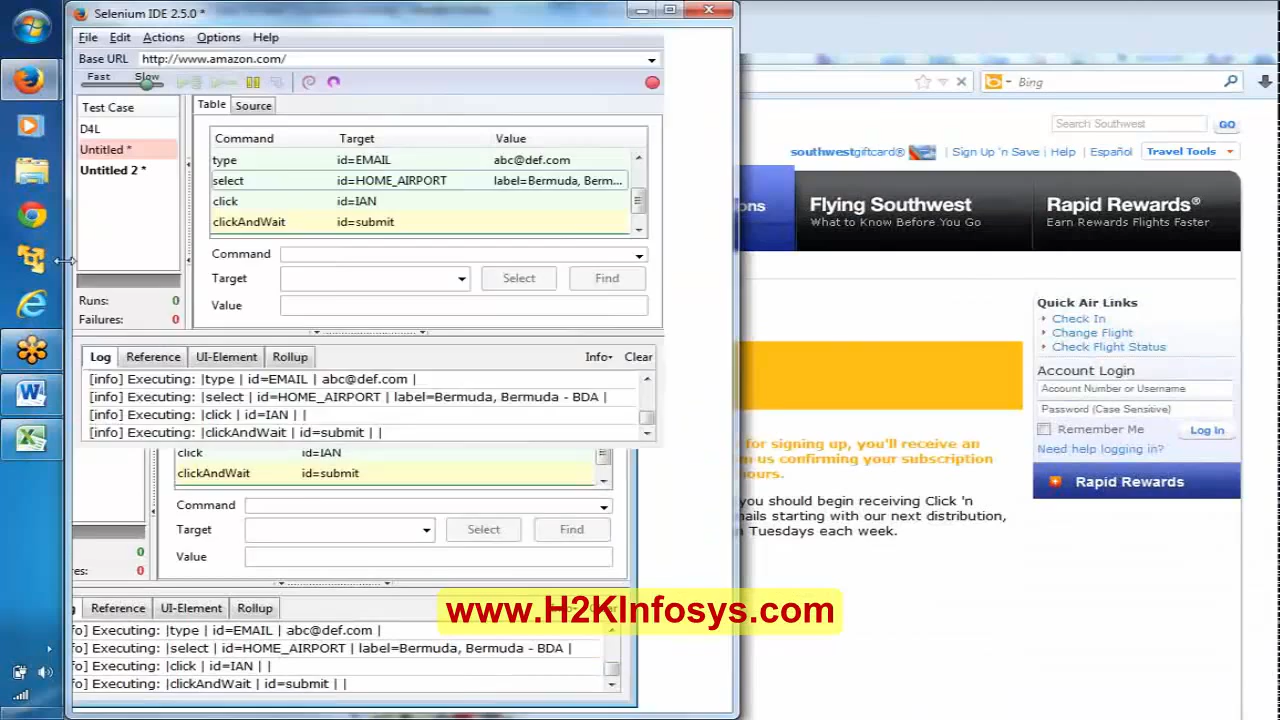 Selenium IDE 2.5.0 *
File Edit Actions Options Help
Base URL http://www.amazon.com/
Fast Slow
Test Case
D4L
Untitled *
Untitled 2 *
Runs: 0
Failures: 0
Table Source
Command Target Value
type id=EMAIL abc@def.com
select id=HOME_AIRPORT label=Bermuda, Berm...
click id=IAN
clickAndWait id=submit
Command
Target Select Find
Value
Log Reference UI-Element Rollup Info Clear
[info] Executing: |type | id=EMAIL | abc@def.com |
[info] Executing: |select | id=HOME_AIRPORT | label=Bermuda, Bermuda - BDA |
[info] Executing: |click | id=IAN | |
[info] Executing: |clickAndWait | id=submit | |
click id=IAN
clickAndWait id=submit
Command
Target Select Find
Value
0
es: 0
Reference UI-Element Rollup
fo] Executing: |type | id=EMAIL | abc@def.com |
fo] Executing: |select | id=HOME_AIRPORT | label=Bermuda, Bermuda - BDA |
fo] Executing: |click | id=IAN | |
fo] Executing: |clickAndWait | id=submit | |
www.H2KInfosys.com
Bing
Search Southwest GO
southwestgiftcard® Sign Up 'n Save Help Español Travel Tools
ons
Flying Southwest
What to Know Before You Go
Rapid Rewards®
Earn Rewards Flights Faster
Quick Air Links
Check In
Change Flight
Check Flight Status
Account Login
Account Number or Username
Password (Case Sensitive)
Remember Me Log In
Need help logging in?
Rapid Rewards
for signing up, you'll receive an
m us confirming your subscription
hours.
you should begin receiving Click 'n
nails starting with our next distribution,
n Tuesdays each week.